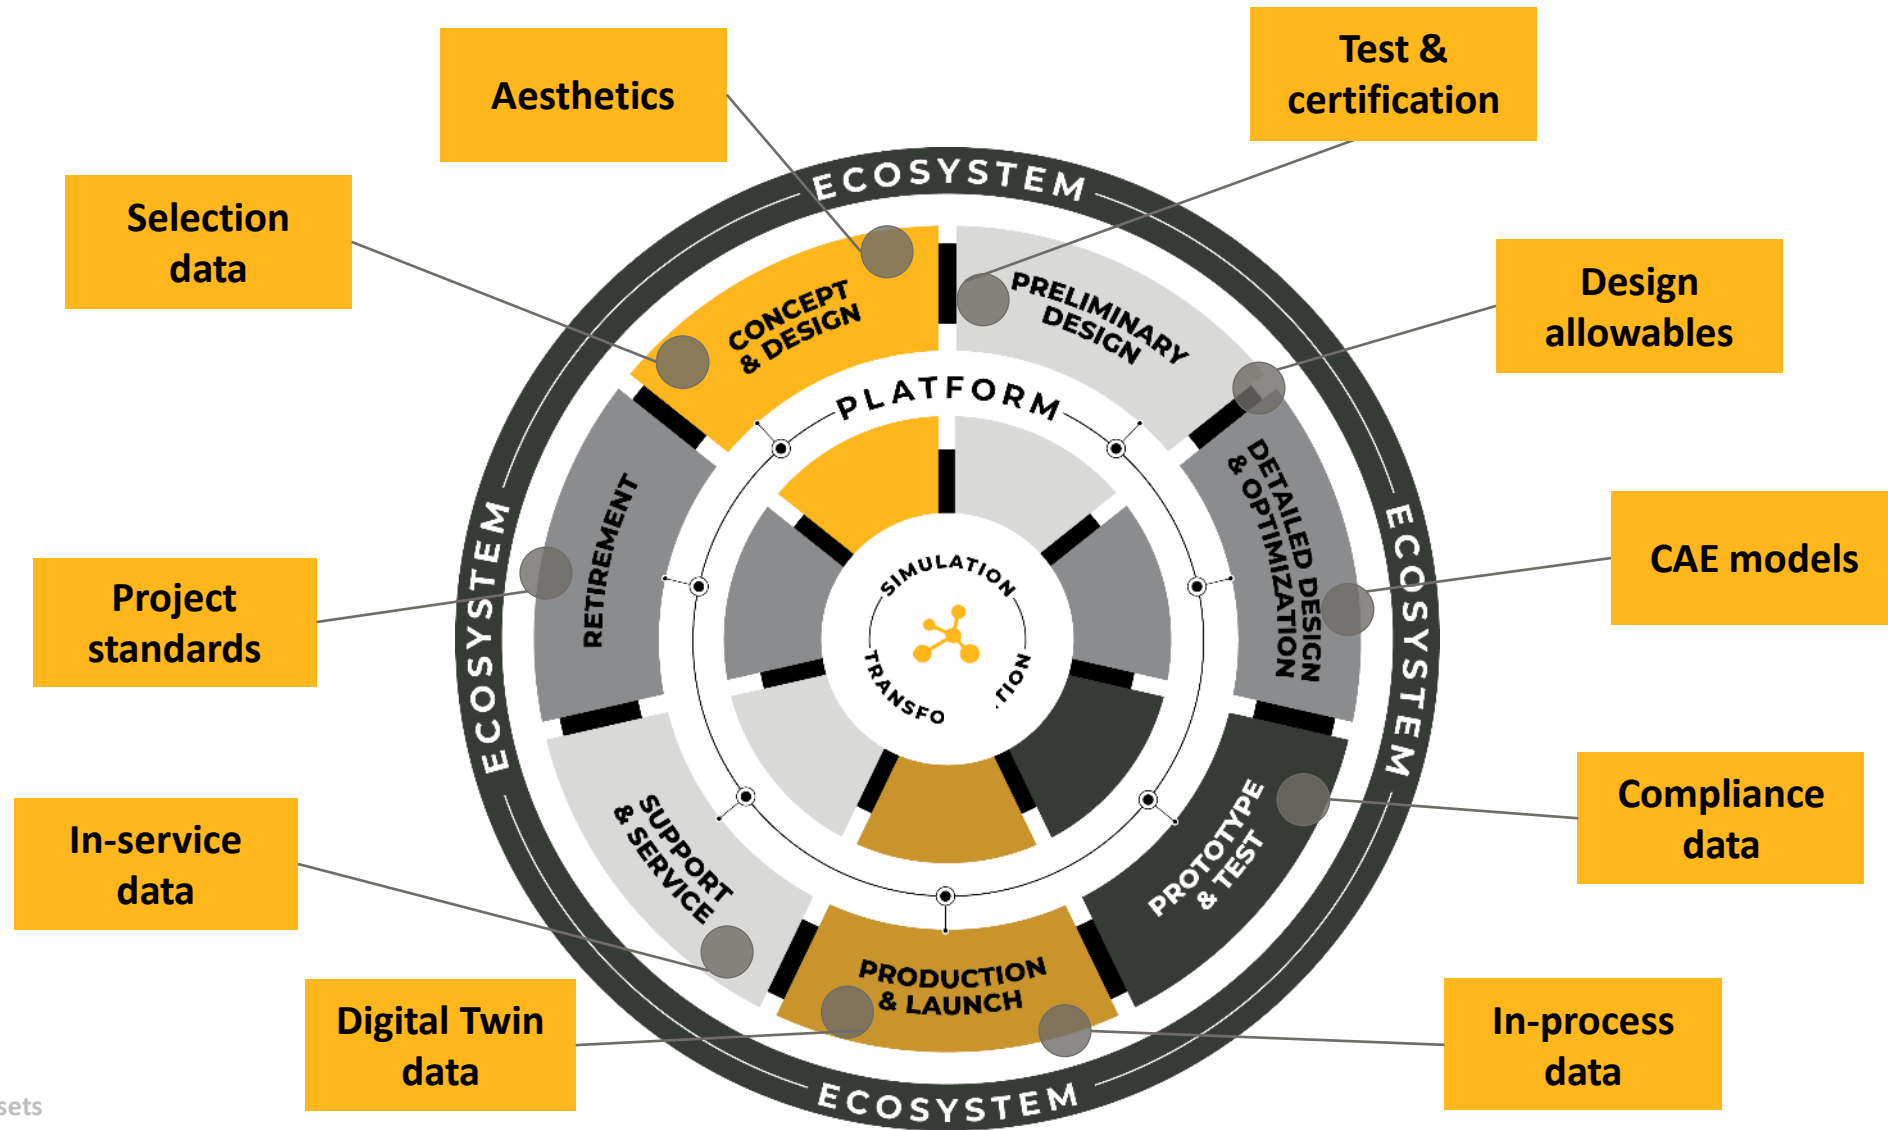 Aesthetics
Test &
certification
Selection
data
Design
allowables
CAE models
Project
standards
Compliance
data
In-service
data
Digital Twin
data
In-process
data
ECOSYSTEM
ECOSYSTEM
ECOSYSTEM
ECOSYSTEM
CONCEPT
& DESIGN
PRELIMINARY
DESIGN
DETAILED DESIGN
& OPTIMIZATION
PROTOTYPE
& TEST
PRODUCTION
& LAUNCH
SUPPORT
& SERVICE
RETIREMENT
PLATFORM
SIMULATION
TRANSFO TION
sets